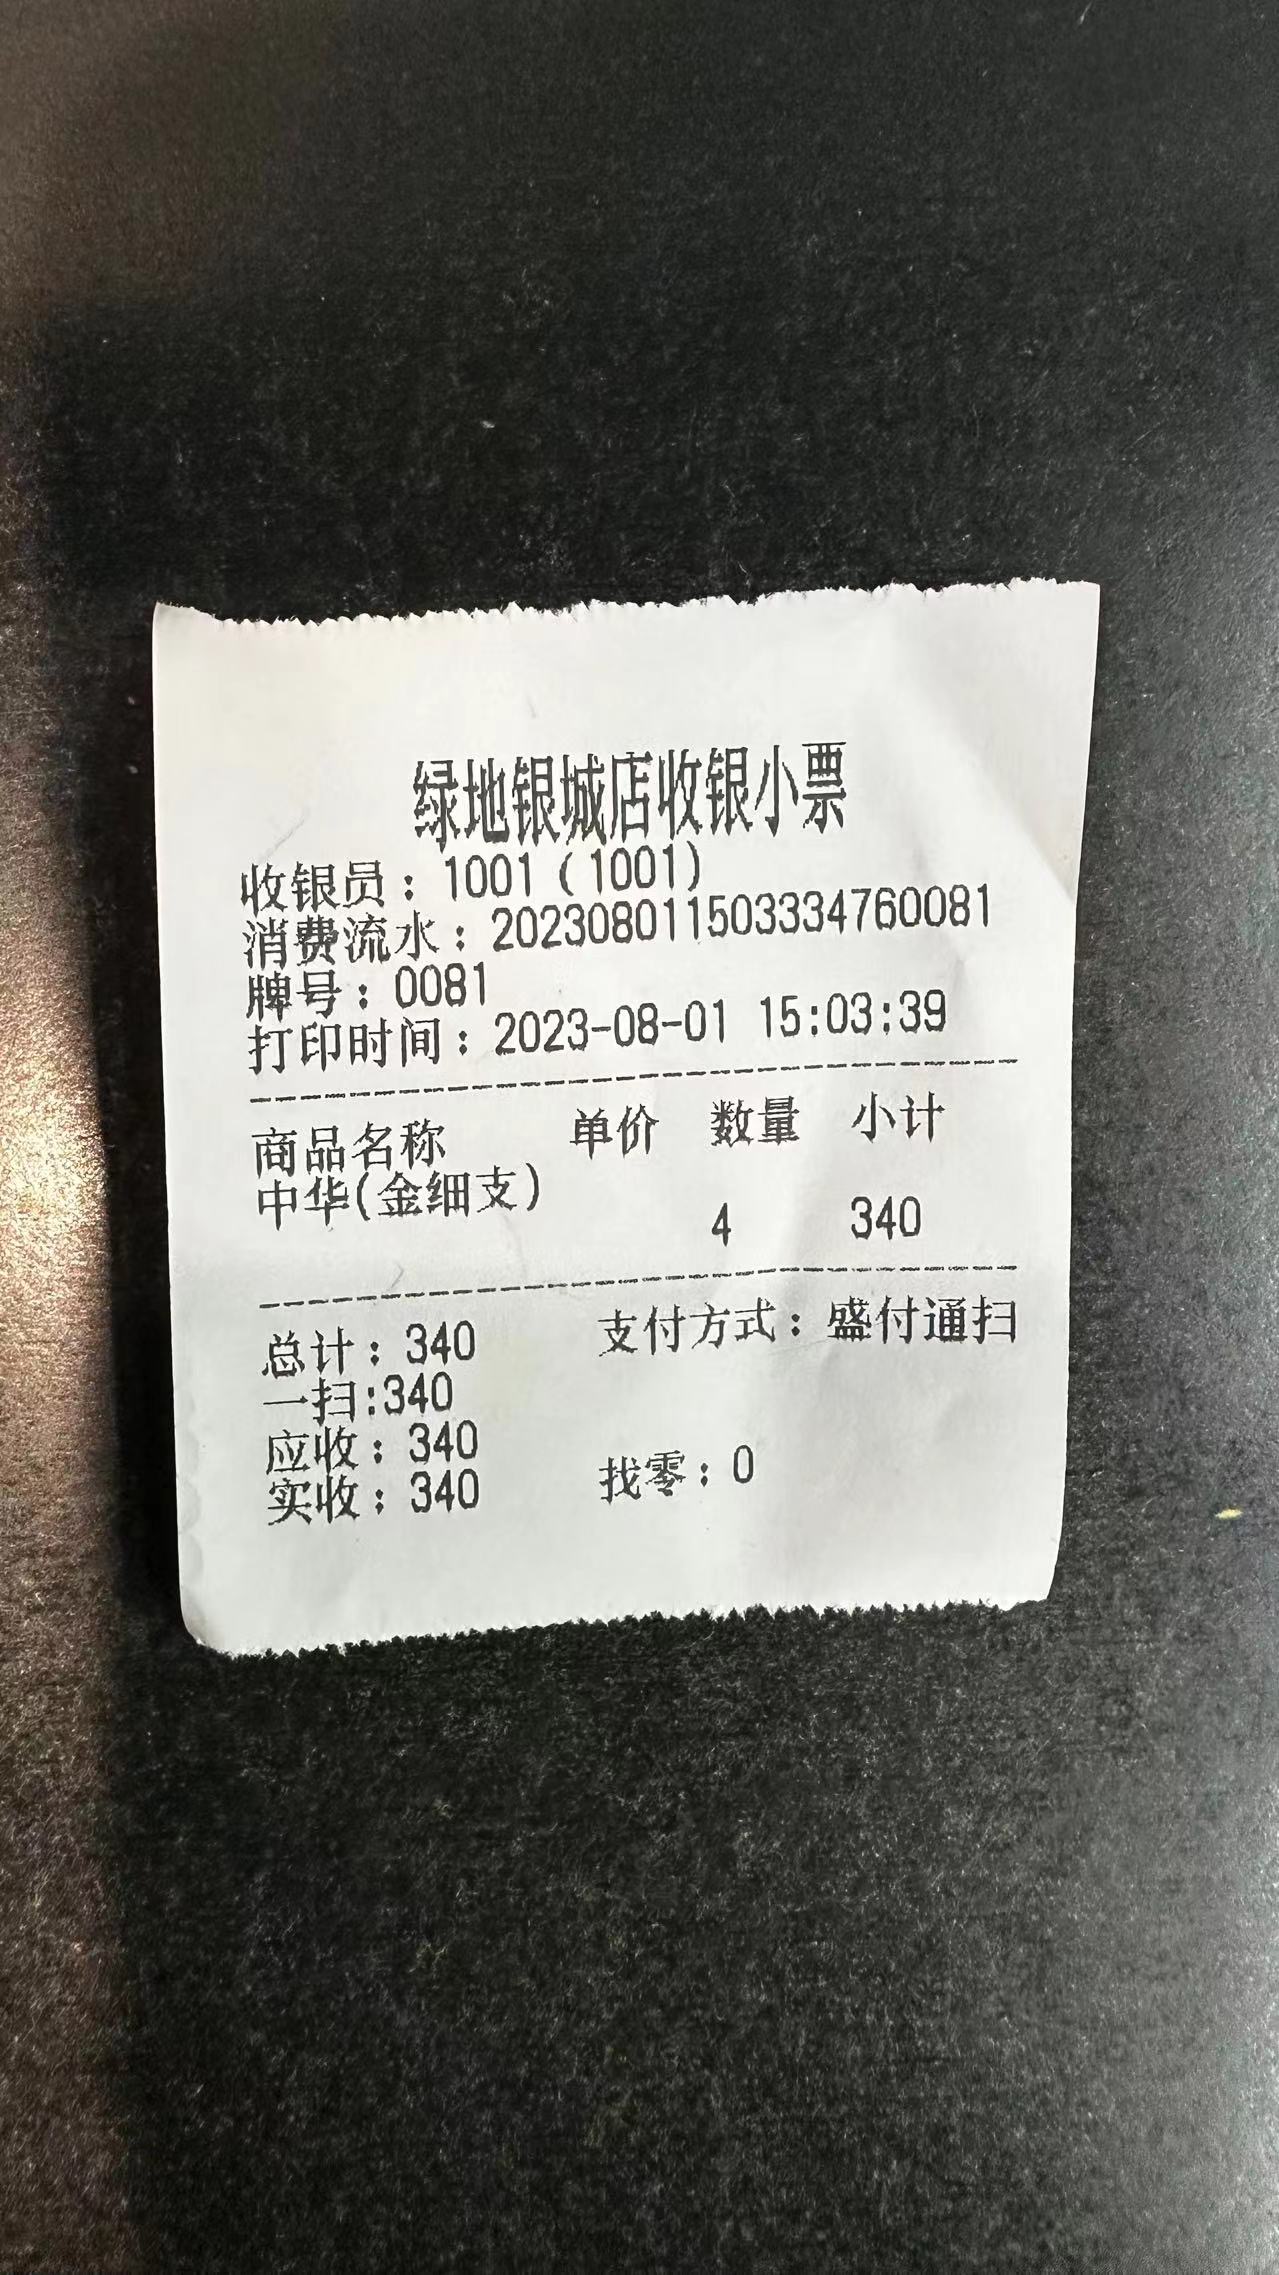 绿地银城店收银小票
收银员：1001（1001）
消费流水：202308011503334760081
牌号：0081
打印时间：2023-08-01 15:03:39
商品名称 单价 数量 小计
中华(金细支)
4 340
总计：340 支付方式：盛付通扫
一扫:340
应收：340
实收：340 找零：0